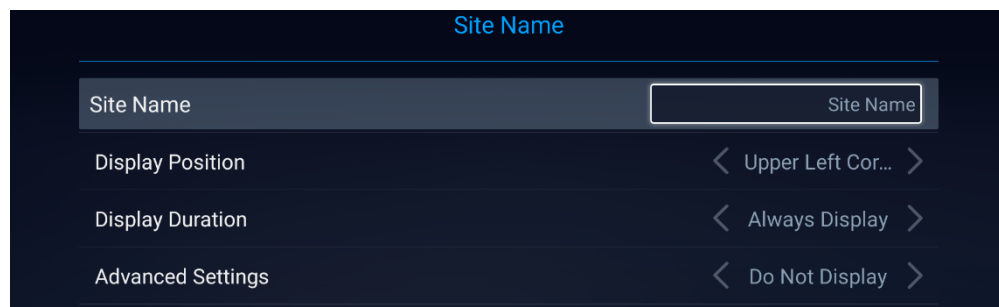 Site Name
Site Name Site Name
Display Position Upper Left Cor...
Display Duration Always Display
Advanced Settings Do Not Display